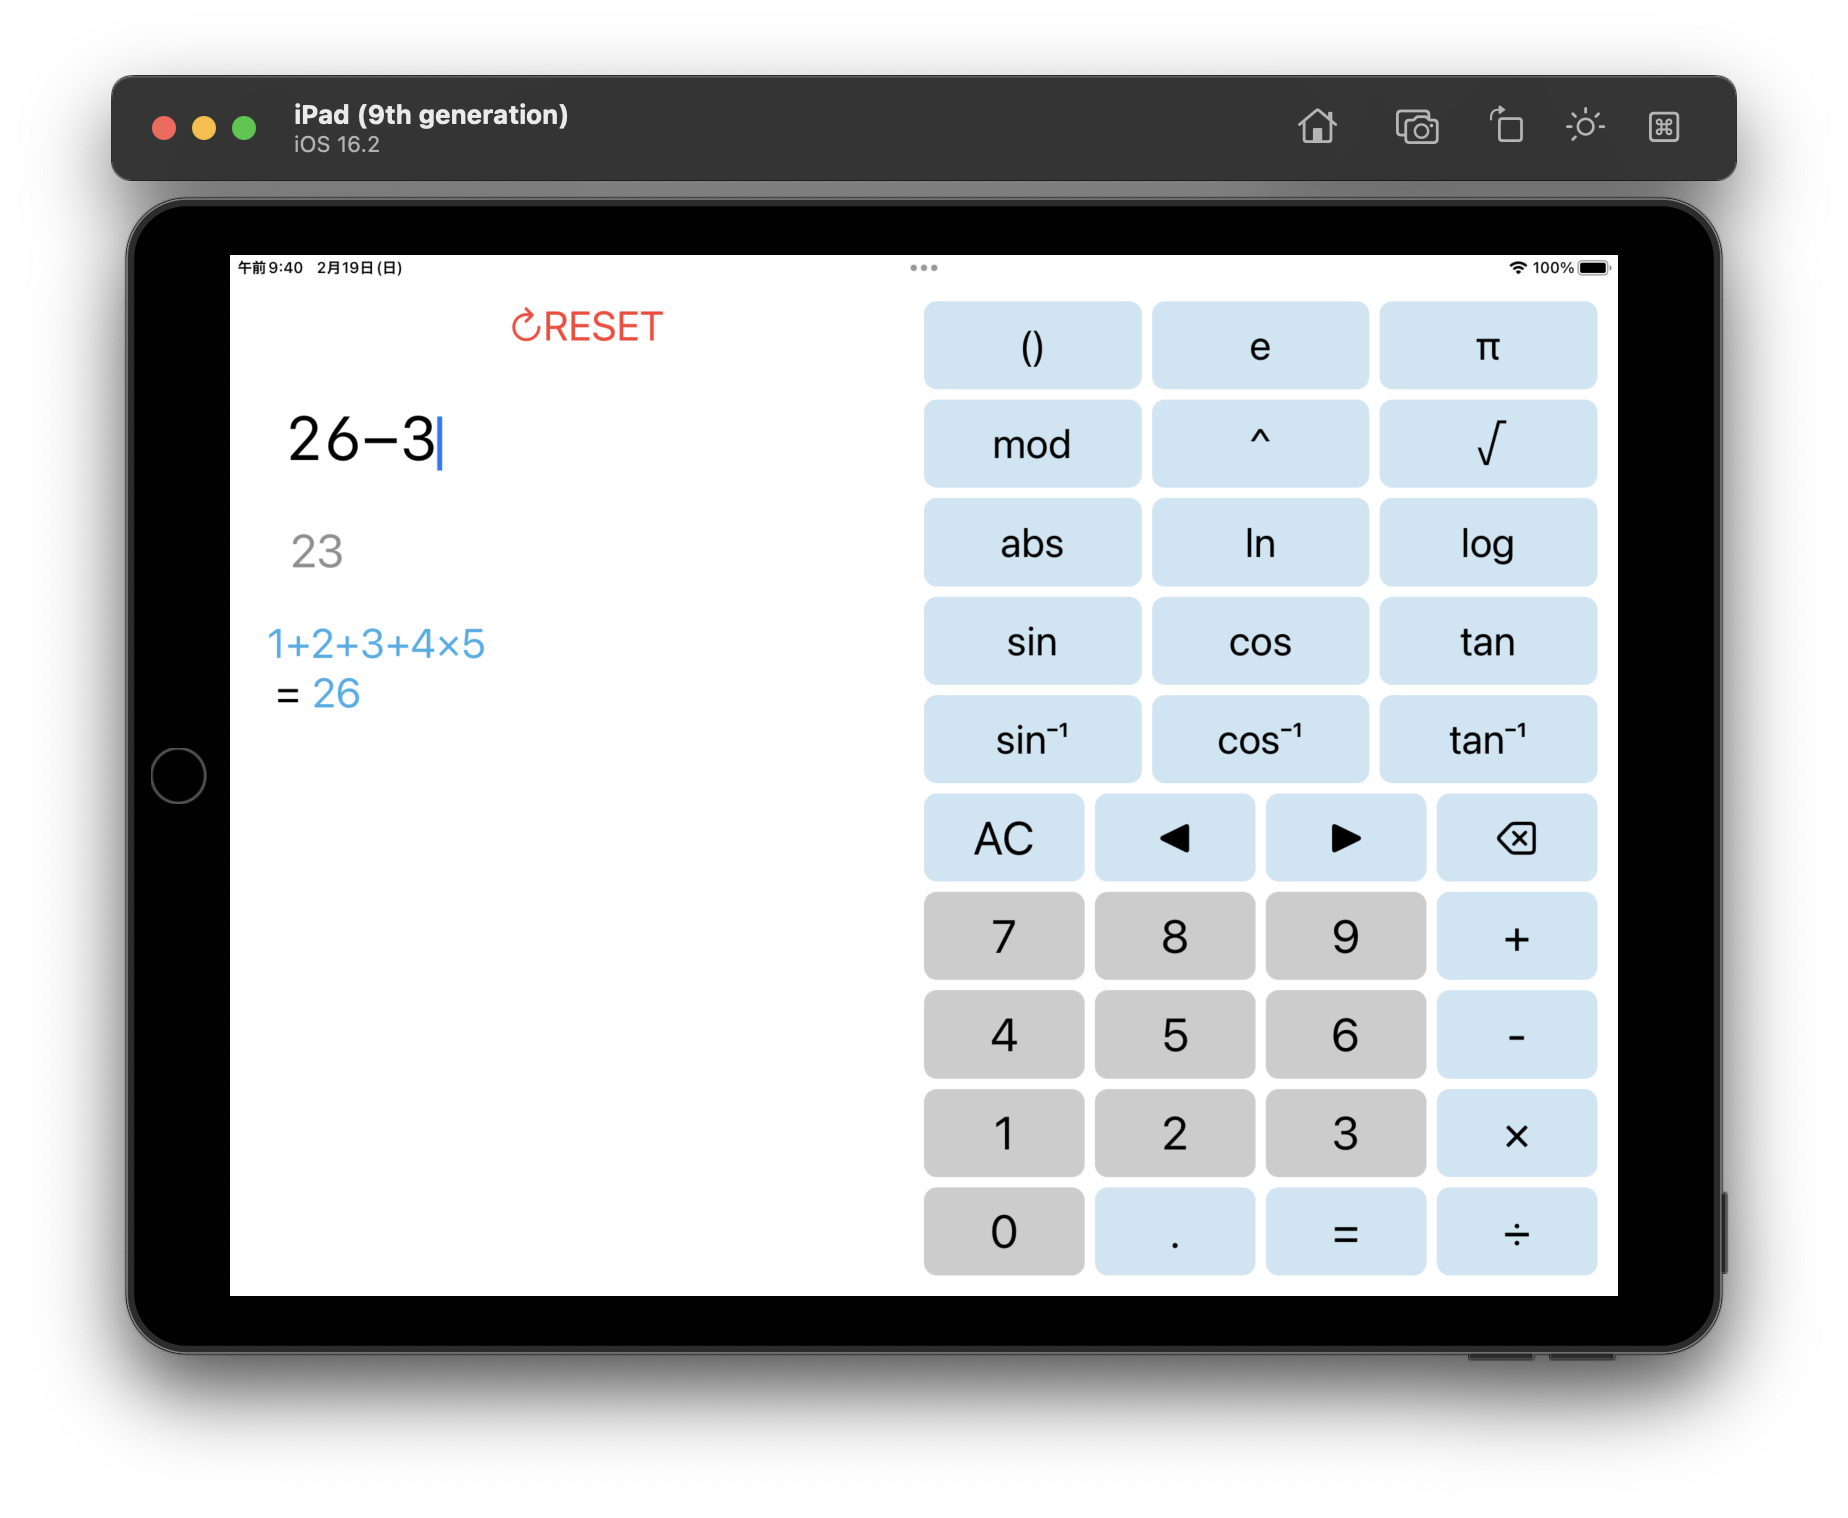 iPad (9th generation)
iOS 16.2
午前9:40 2月19日(日)
100%
RESET
26−3
23
1+2+3+4×5
= 26
() e π
mod ^ √
abs ln log
sin cos tan
sin⁻¹ cos⁻¹ tan⁻¹
AC ◀ ▶
7 8 9 +
4 5 6 -
1 2 3 ×
0 . = ÷